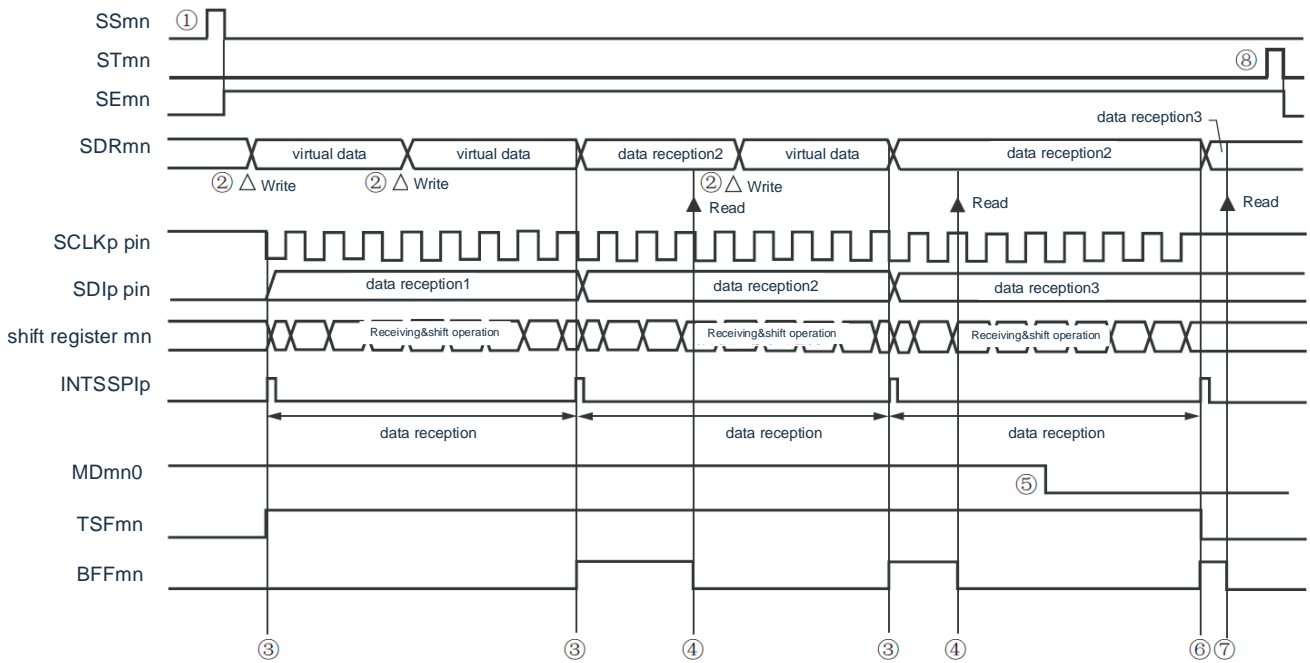 SSmn ①
STmn ⑧
SEmn
data reception3
SDRmn virtual data virtual data data reception2 virtual data data reception2
② △ Write ② △ Write ② △ Write
▲ Read ▲ Read ▲ Read
SCLKp pin
SDIp pin data reception1 data reception2 data reception3
shift register mn Receiving&shift operation Receiving&shift operation Receiving&shift operation
INTSSPIp
data reception data reception data reception
MDmn0 ⑤
TSFmn
BFFmn
③ ③ ④ ③ ④ ⑥ ⑦